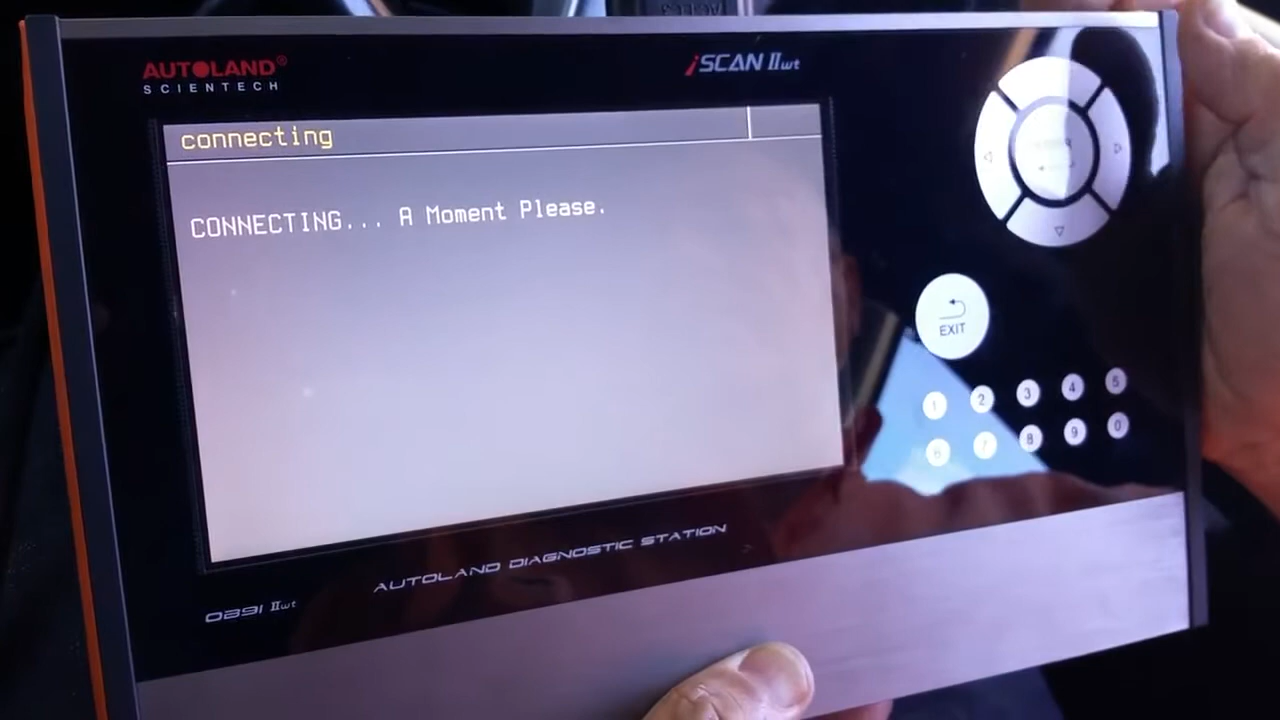 AUTOLAND®
SCIENTECH
iSCAN IIwt
connecting
CONNECTING... A Moment Please.
EXIT
1 2 3 4 5
6 7 8 9 0
AUTOLAND DIAGNOSTIC STATION
OB91 IIwt